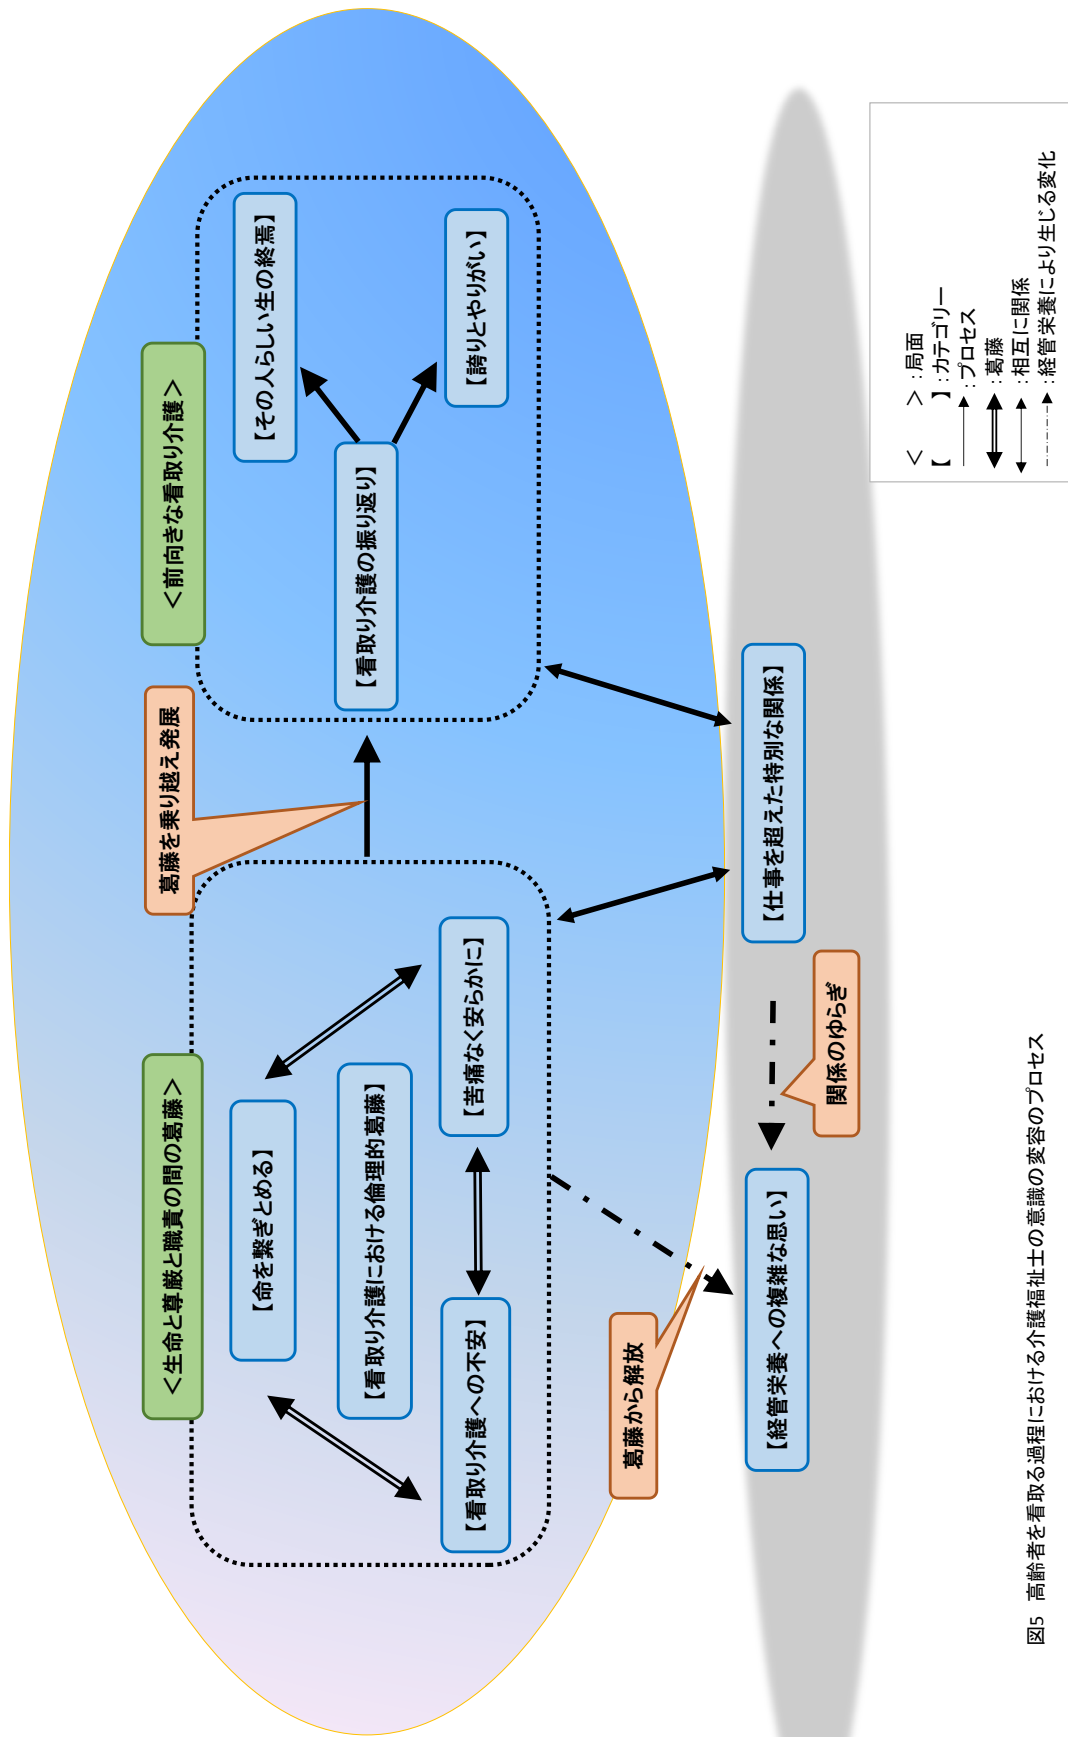 ＜生命と尊厳と職責の間の葛藤＞
葛藤を乗り越え発展
＜前向きな看取り介護＞
【命を繋ぎとめる】
【その人らしい生の終焉】
【看取り介護における倫理的葛藤】
【看取り介護の振り返り】
【看取り介護への不安】
【苦痛なく安らかに】
【誇りとやりがい】
葛藤から解放
【経管栄養への複雑な思い】
【仕事を超えた特別な関係】
関係のゆらぎ
＜　　＞：局面
【　　】：カテゴリー
：プロセス
：葛藤
：相互に関係
：経管栄養により生じる変化
図5　高齢者を看取る過程における介護福祉士の意識の変容のプロセス